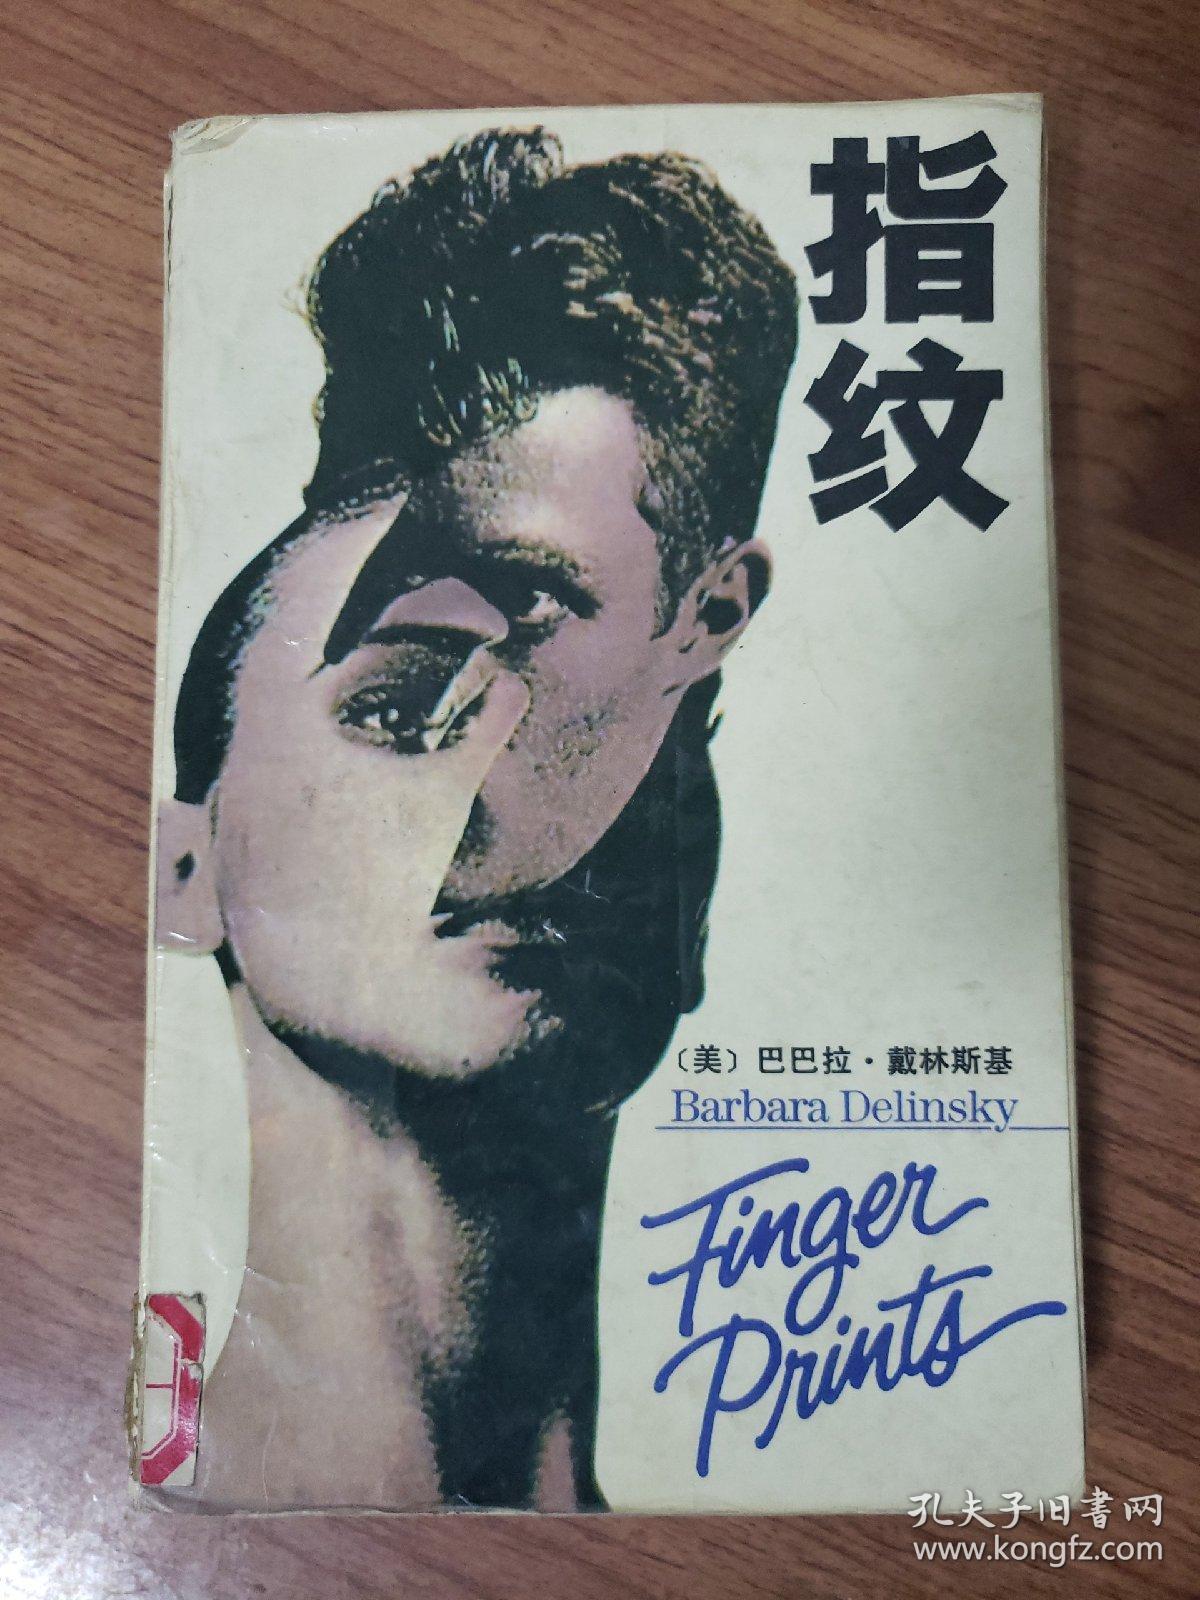 指纹
〔美〕巴巴拉·戴林斯基
Barbara Delinsky
Finger
Prints
孔夫子旧书网
www.kongfz.com